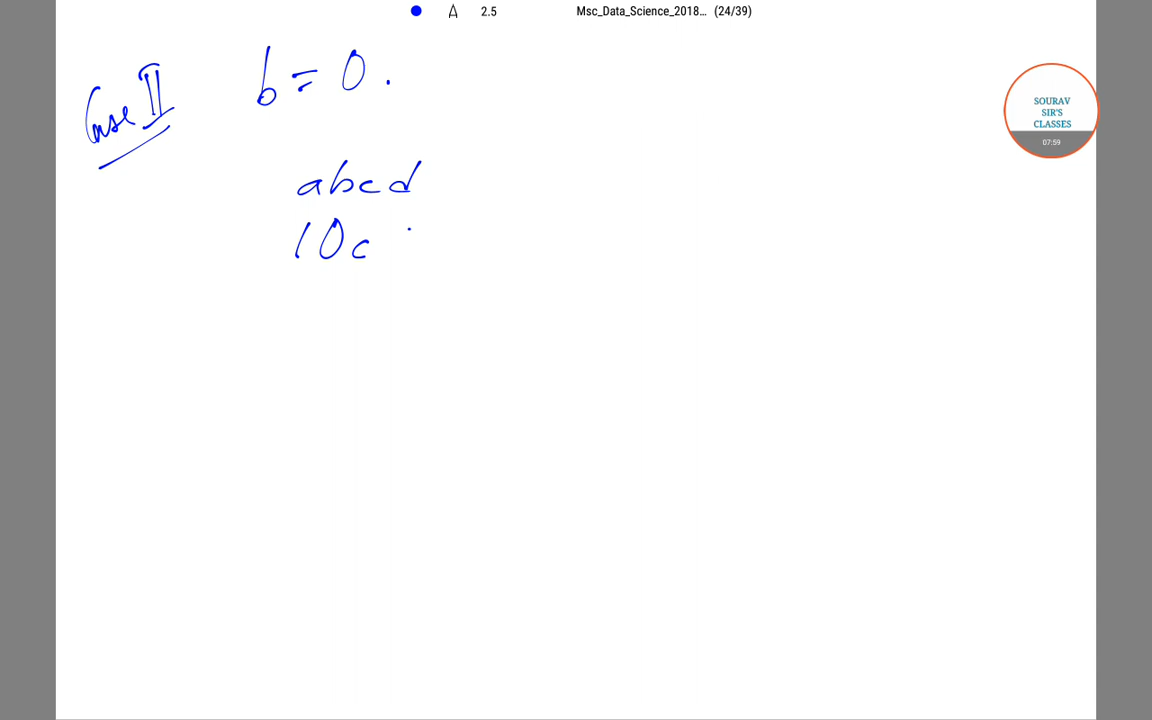 2.5 Msc_Data_Science_2018... (24/39)
Case II b = 0.
SOURAV
SIR'S
CLASSES
07:59
abcd
10c